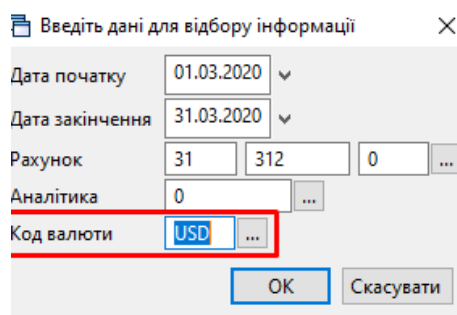 Введіть дані для відбору інформації
Дата початку 01.03.2020
Дата закінчення 31.03.2020
Рахунок 31 312 0 ...
Аналітика 0 ...
Код валюти USD ...
ОК Скасувати